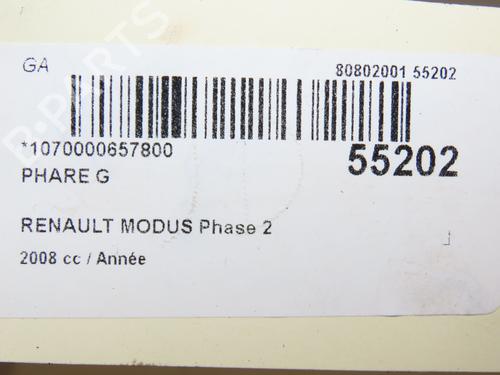 GA
80802001 55202
*1070000657800
55202
PHARE G
RENAULT MODUS Phase 2
2008 cc / Année
B-PARTS